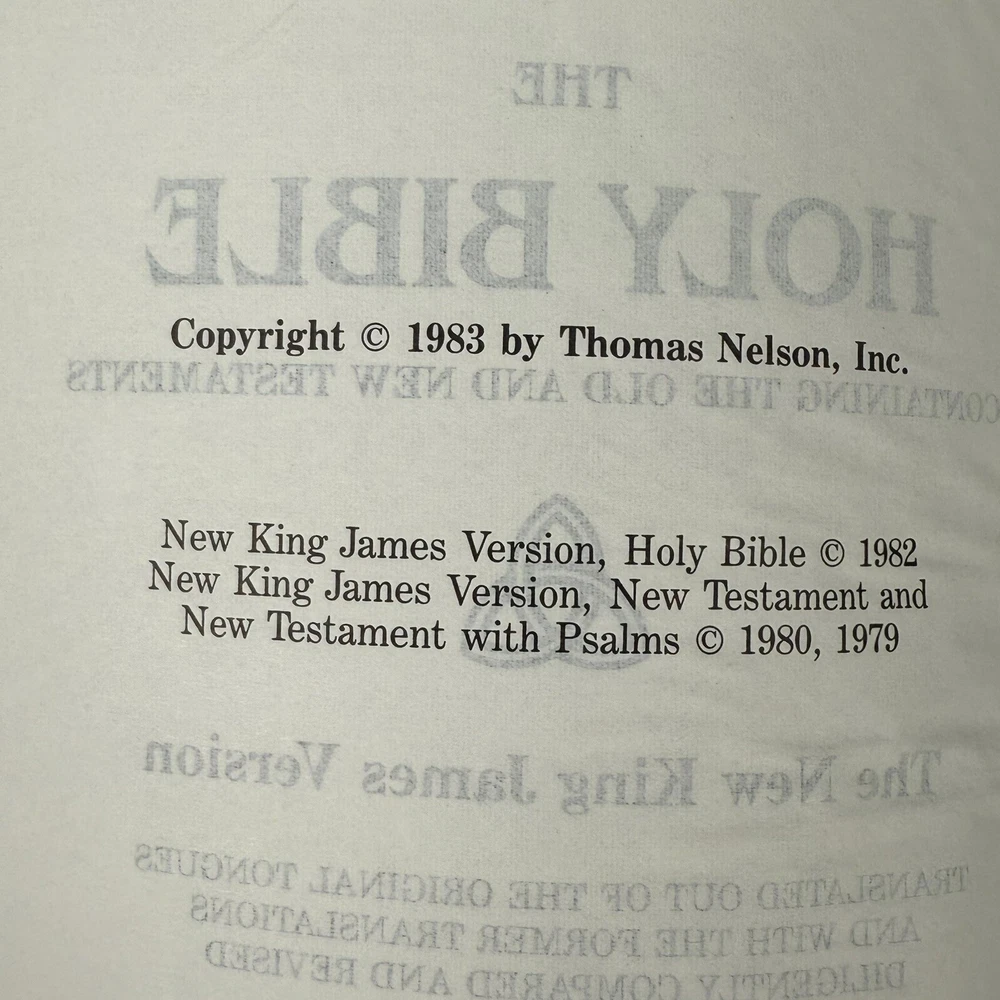 THE
HOLY BIBLE
Copyright © 1983 by Thomas Nelson, Inc.
CONTAINING THE OLD AND NEW TESTAMENTS
New King James Version, Holy Bible © 1982
New King James Version, New Testament and
New Testament with Psalms © 1980, 1979
The New King James Version
TRANSLATED OUT OF THE ORIGINAL TONGUES
AND WITH THE FORMER TRANSLATIONS
DILIGENTLY COMPARED AND REVISED